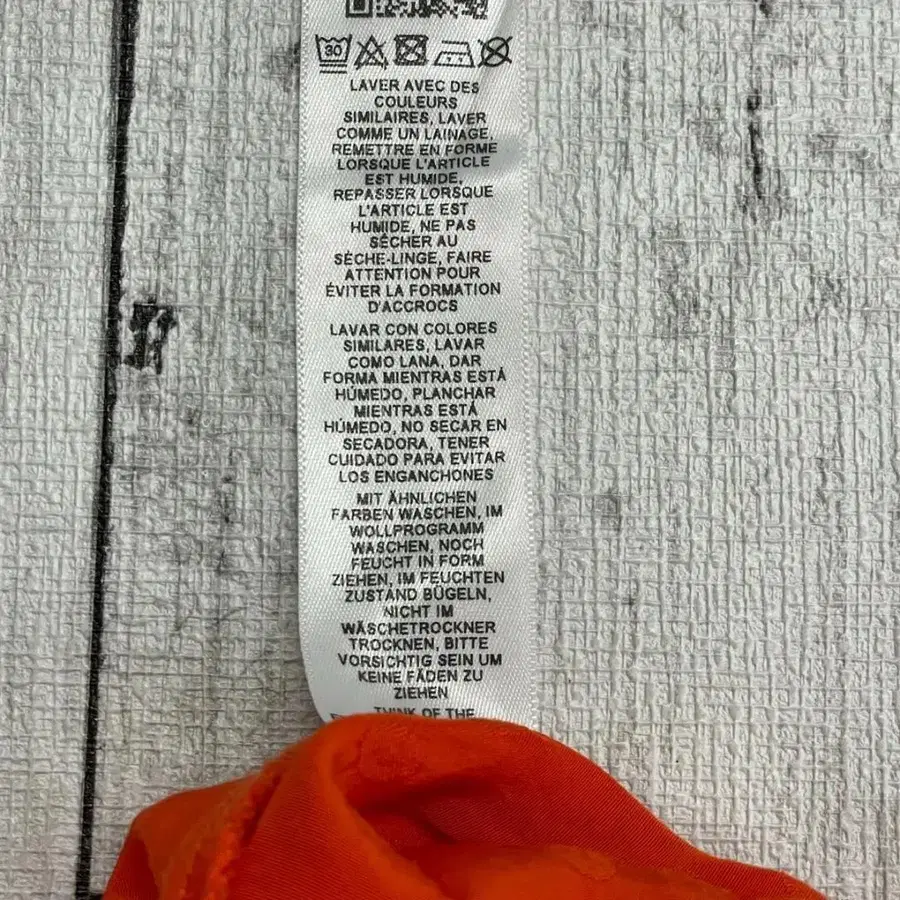 30
LAVER AVEC DES
COULEURS
SIMILAIRES, LAVER
COMME UN LAINAGE,
REMETTRE EN FORME
LORSQUE L'ARTICLE
EST HUMIDE,
REPASSER LORSQUE
L'ARTICLE EST
HUMIDE, NE PAS
SÉCHER AU
SÈCHE-LINGE, FAIRE
ATTENTION POUR
ÉVITER LA FORMATION
D'ACCROCS
LAVAR CON COLORES
SIMILARES, LAVAR
COMO LANA, DAR
FORMA MIENTRAS ESTÁ
HÚMEDO, PLANCHAR
MIENTRAS ESTÁ
HÚMEDO, NO SECAR EN
SECADORA, TENER
CUIDADO PARA EVITAR
LOS ENGANCHONES
MIT ÄHNLICHEN
FARBEN WASCHEN, IM
WOLLPROGRAMM
WASCHEN, NOCH
FEUCHT IN FORM
ZIEHEN, IM FEUCHTEN
ZUSTAND BÜGELN,
NICHT IM
WÄSCHETROCKNER
TROCKNEN, BITTE
VORSICHTIG SEIN UM
KEINE FÄDEN ZU
ZIEHEN
THINK OF THE